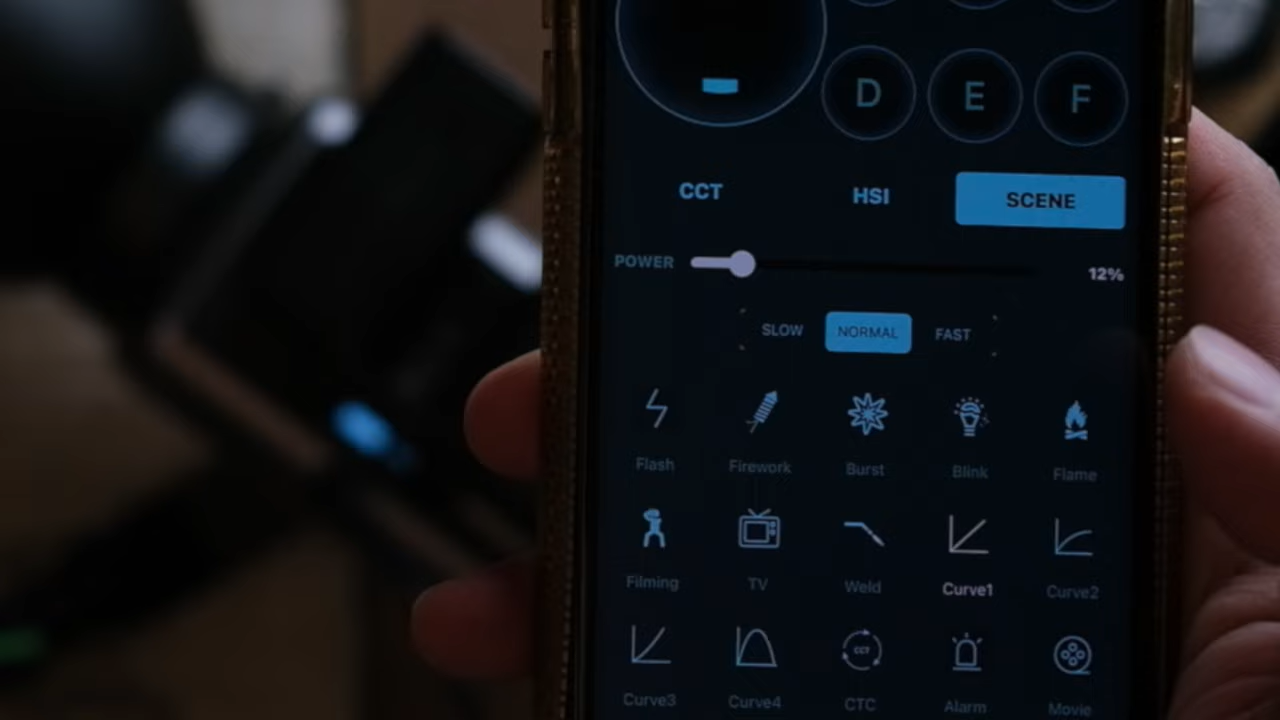 D E F
CCT HSI SCENE
POWER 12%
SLOW NORMAL FAST
Flash Firework Burst Blink Flame
Filming TV Weld Curve1 Curve2
CCT
Curve3 Curve4 CTC Alarm Movie